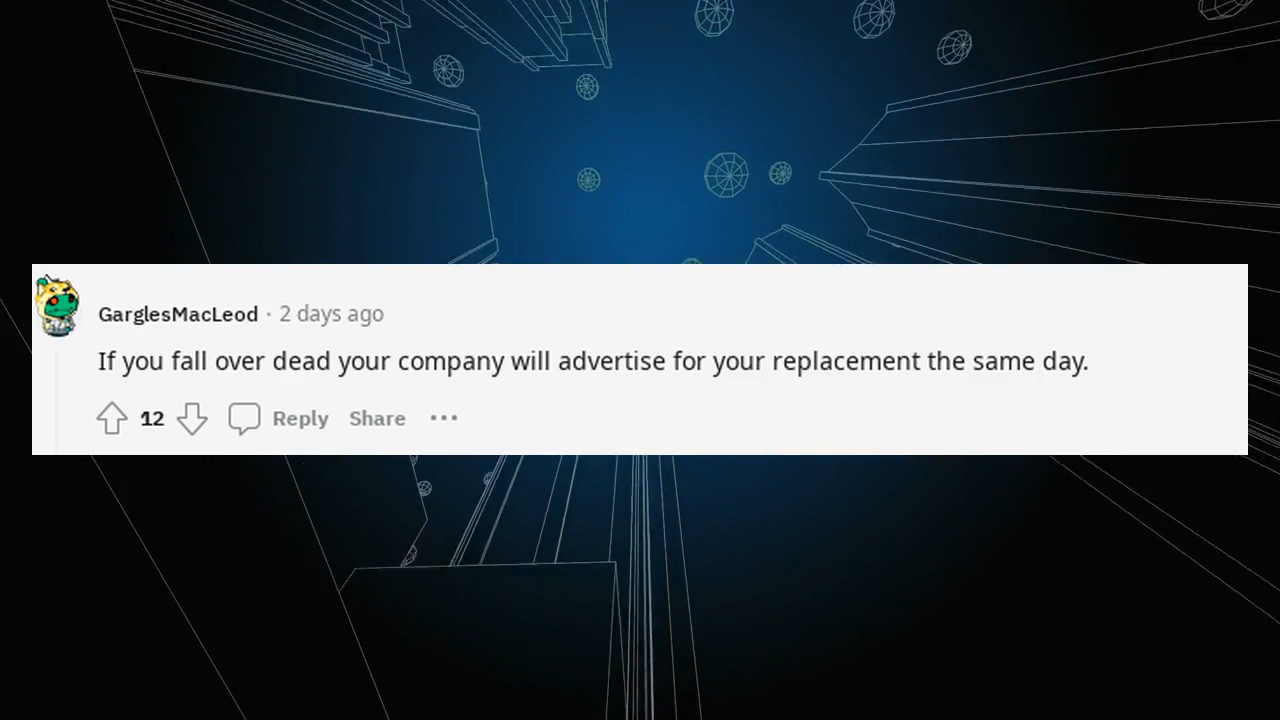 GarglesMacLeod · 2 days ago
If you fall over dead your company will advertise for your replacement the same day.
12 Reply Share ···